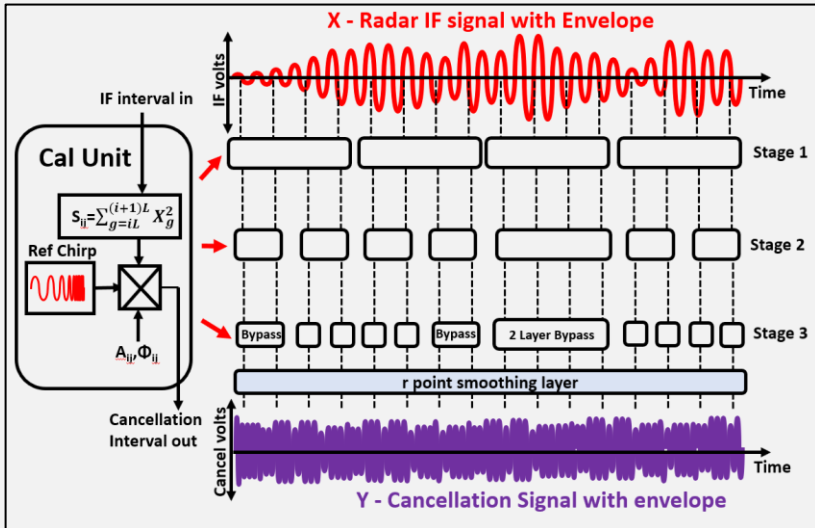 X - Radar IF signal with Envelope
IF volts
Time
IF interval in
Cal Unit
S_ij=∑_{g=iL}^{(i+1)L} X_g^2
Ref Chirp
A_ij,Φ_ij
Cancellation
Interval out
Stage 1
Stage 2
Bypass
Bypass
2 Layer Bypass
Stage 3
r point smoothing layer
Cancel volts
Time
Y - Cancellation Signal with envelope